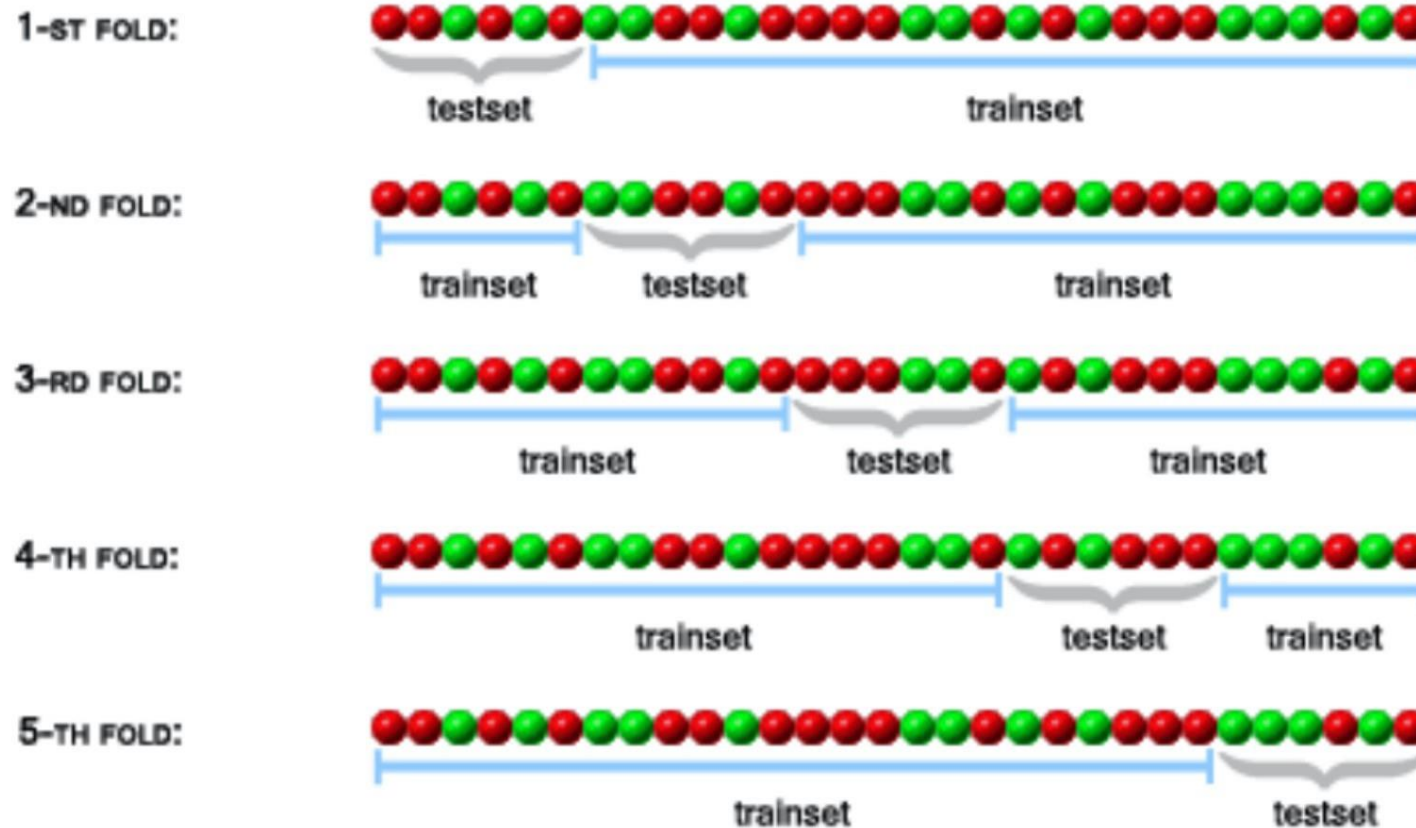 1-ST FOLD:
testset trainset
2-ND FOLD:
trainset testset trainset
3-RD FOLD:
trainset testset trainset
4-TH FOLD:
trainset testset trainset
5-TH FOLD:
trainset testset